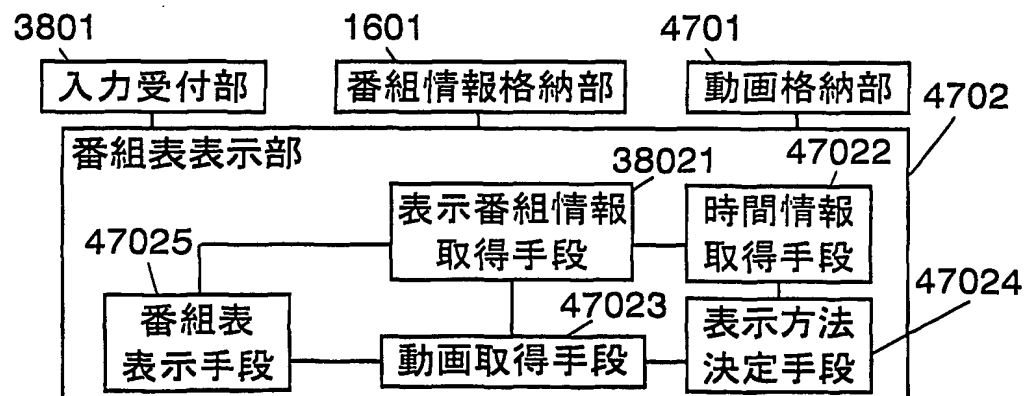 3801
1601
4701
入力受付部
番組情報格納部
動画格納部
4702
番組表表示部
38021
47022
表示番組情報
取得手段
時間情報
取得手段
47025
番組表
表示手段
47023
動画取得手段
47024
表示方法
決定手段